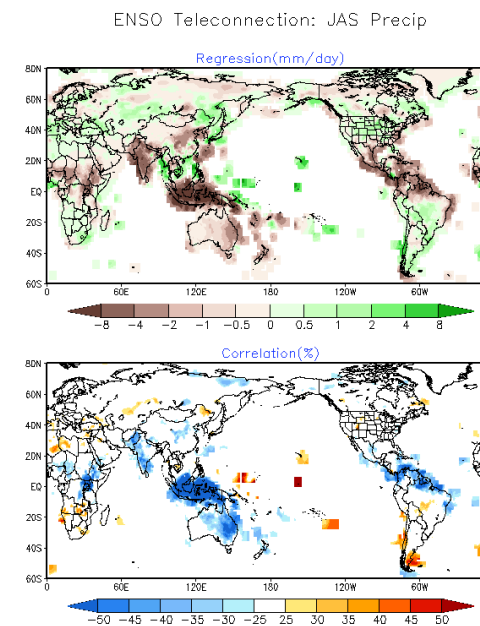 ENSO Teleconnection: JAS Precip
Regression(mm/day)
80N
60N
40N
20N
EQ
20S
40S
60S
0 60E 120E 180 120W 60W
-8 -4 -2 -1 -0.5 0 0.5 1 2 4 8
Correlation(%)
80N
60N
40N
20N
EQ
20S
40S
60S
0 60E 120E 180 120W 60W
-50 -45 -40 -35 -30 -25 25 30 35 40 45 50